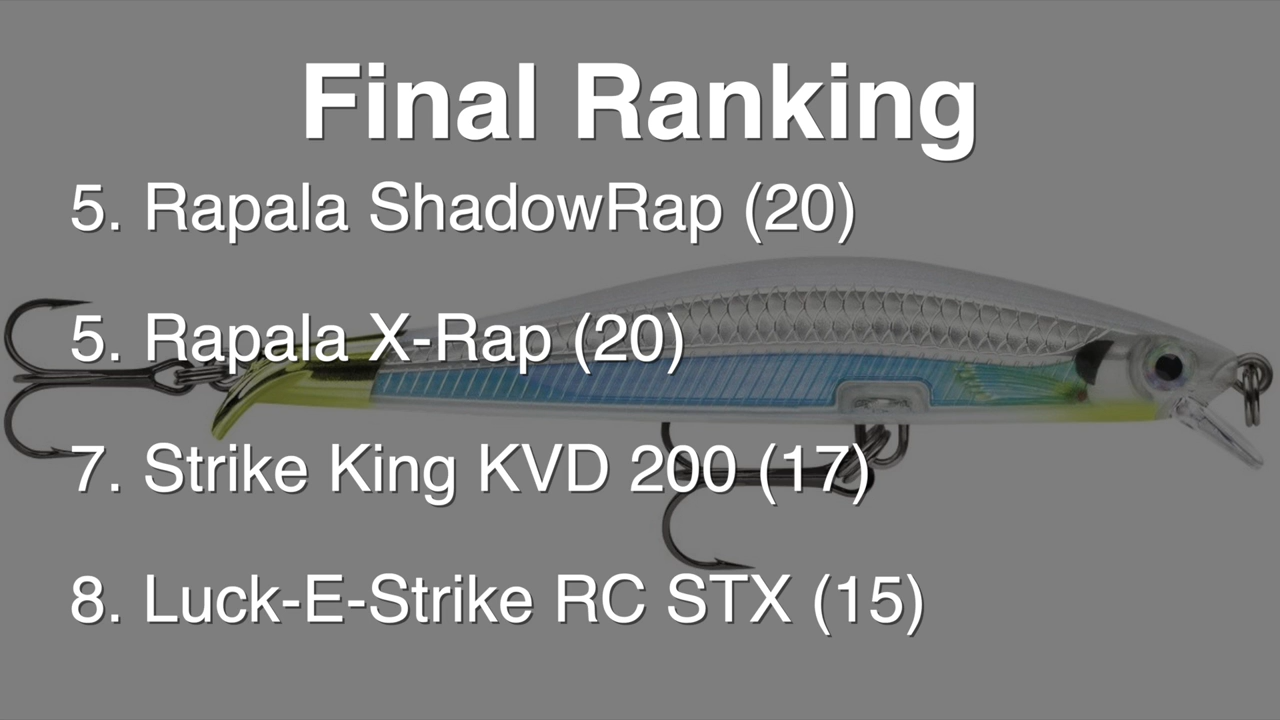 Final Ranking
5. Rapala ShadowRap (20)
5. Rapala X-Rap (20)
7. Strike King KVD 200 (17)
8. Luck-E-Strike RC STX (15)